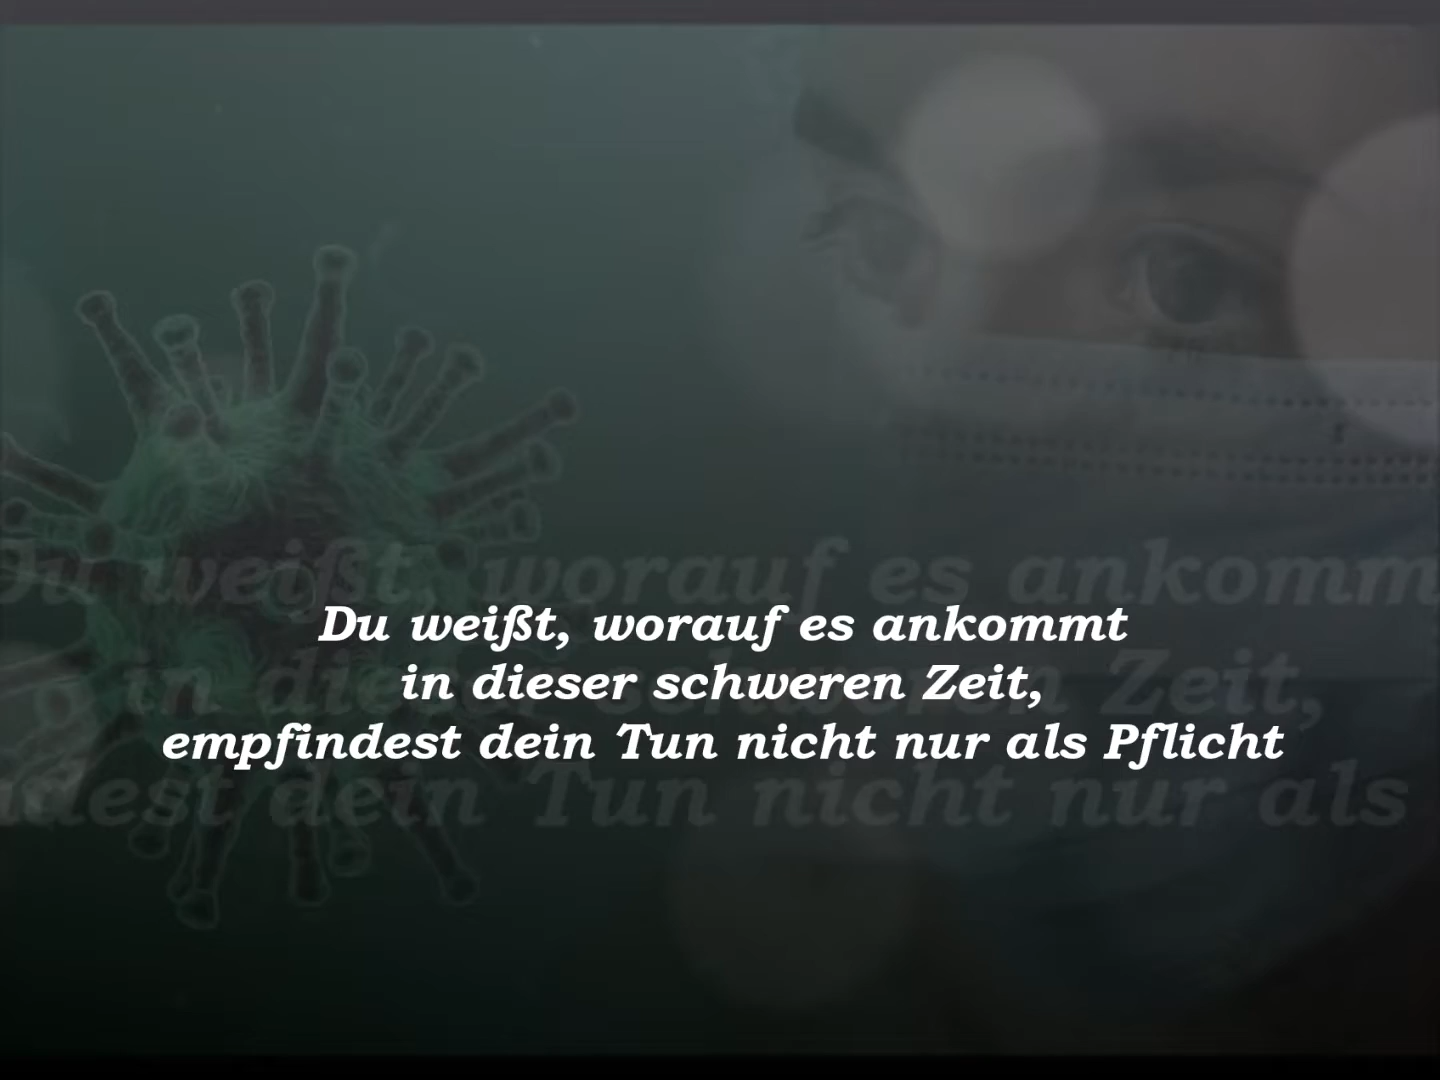 Du weißt, worauf es ankommt
in dieser schweren Zeit,
empfindest dein Tun nicht nur als Pflicht